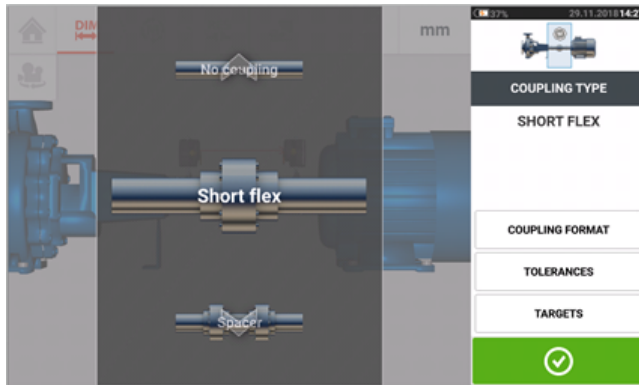 37% 29.11.2018 14:2
DIM
mm
No coupling
Short flex
Spacer
COUPLING TYPE
SHORT FLEX
COUPLING FORMAT
TOLERANCES
TARGETS